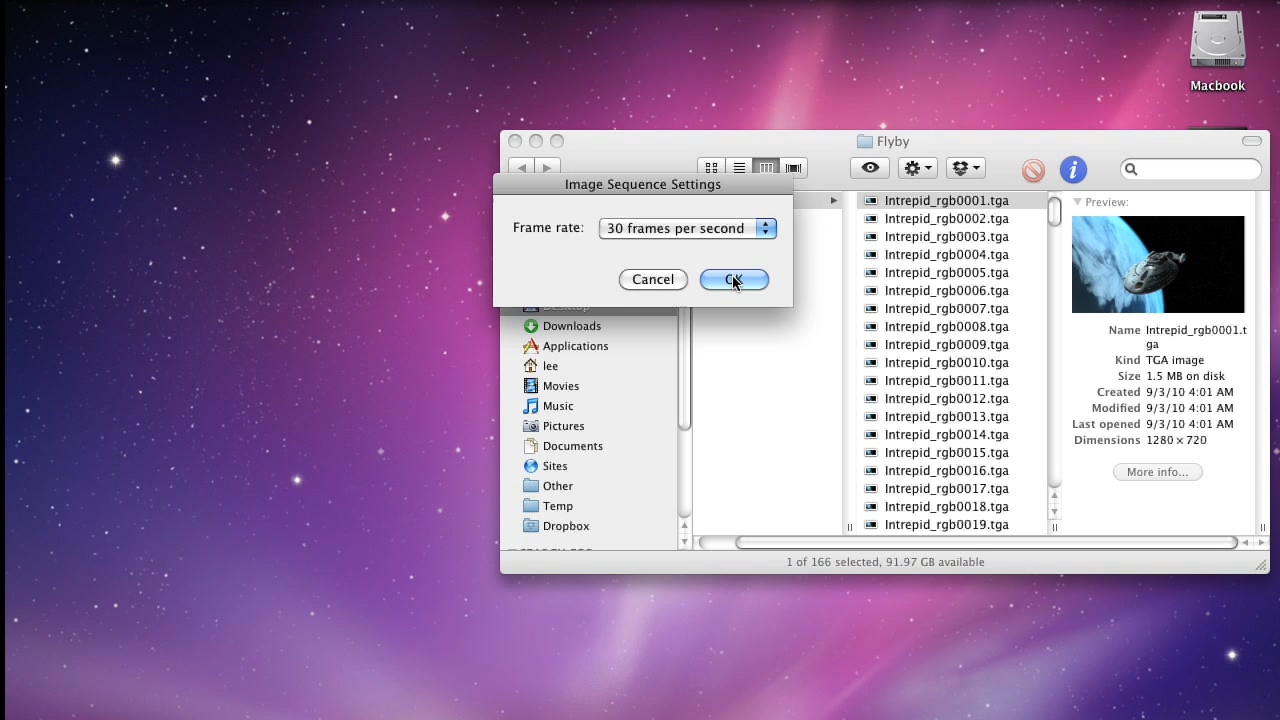 Macbook
Flyby
Image Sequence Settings
Frame rate: 30 frames per second
Cancel OK
Downloads
Applications
lee
Movies
Music
Pictures
Documents
Sites
Other
Temp
Dropbox
Intrepid_rgb0001.tga
Intrepid_rgb0002.tga
Intrepid_rgb0003.tga
Intrepid_rgb0004.tga
Intrepid_rgb0005.tga
Intrepid_rgb0006.tga
Intrepid_rgb0007.tga
Intrepid_rgb0008.tga
Intrepid_rgb0009.tga
Intrepid_rgb0010.tga
Intrepid_rgb0011.tga
Intrepid_rgb0012.tga
Intrepid_rgb0013.tga
Intrepid_rgb0014.tga
Intrepid_rgb0015.tga
Intrepid_rgb0016.tga
Intrepid_rgb0017.tga
Intrepid_rgb0018.tga
Intrepid_rgb0019.tga
Preview:
Name Intrepid_rgb0001.t
ga
Kind TGA image
Size 1.5 MB on disk
Created 9/3/10 4:01 AM
Modified 9/3/10 4:01 AM
Last opened 9/3/10 4:01 AM
Dimensions 1280 × 720
More info...
1 of 166 selected, 91.97 GB available